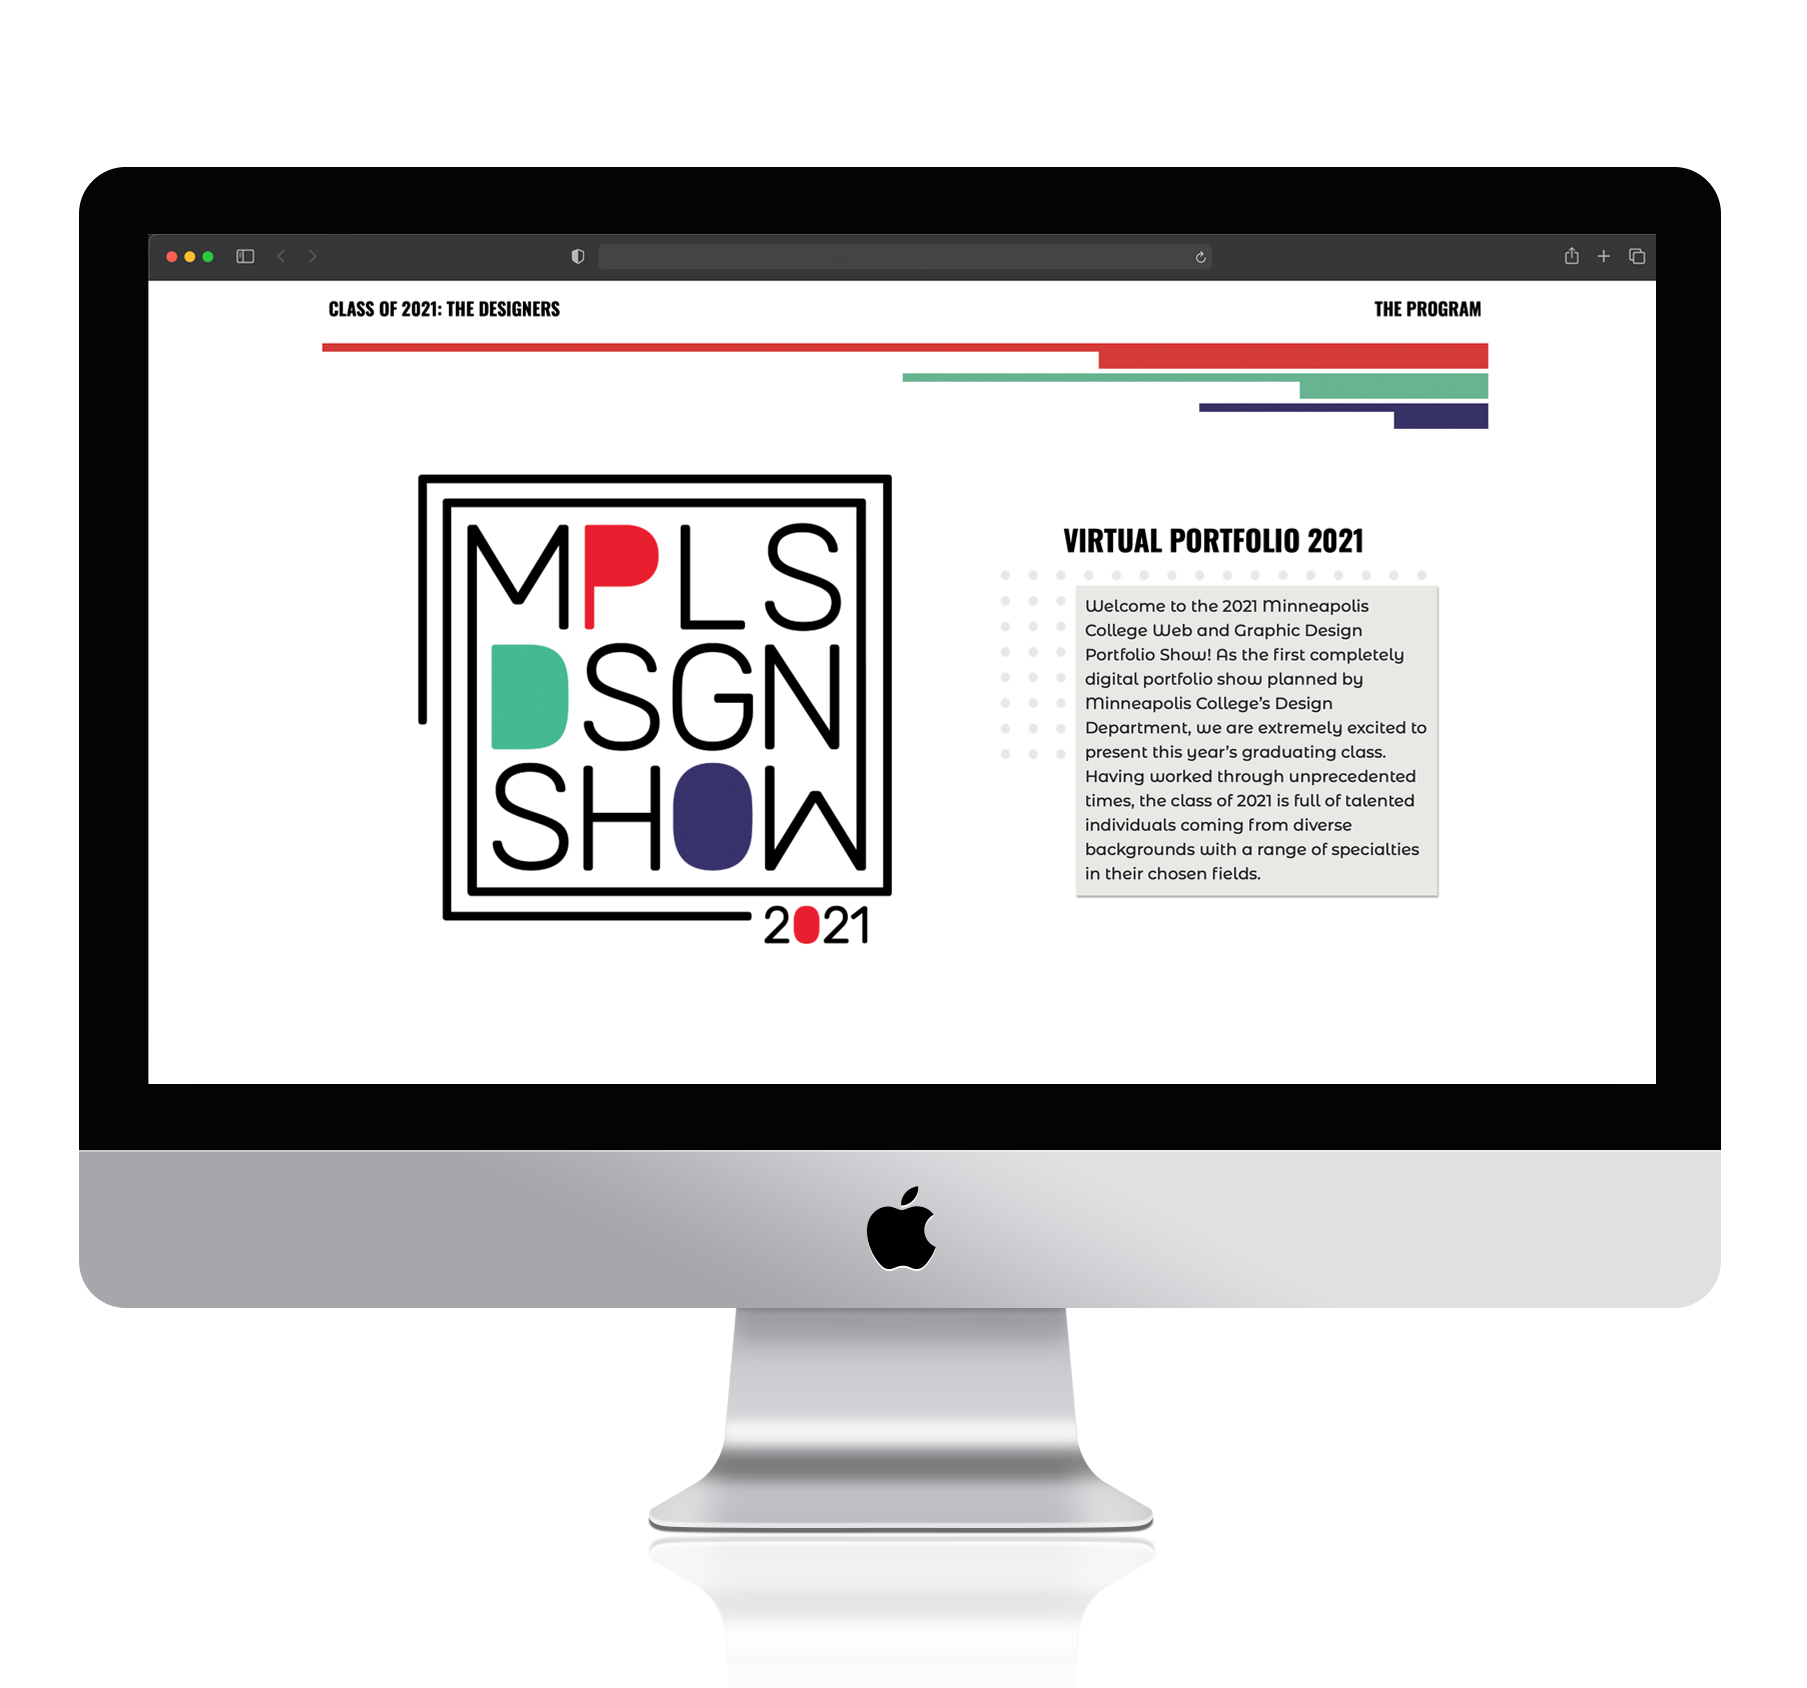 CLASS OF 2021: THE DESIGNERS
THE PROGRAM
MPLS
DSGN
SHOW
2021
VIRTUAL PORTFOLIO 2021
Welcome to the 2021 Minneapolis
College Web and Graphic Design
Portfolio Show! As the first completely
digital portfolio show planned by
Minneapolis College’s Design
Department, we are extremely excited to
present this year’s graduating class.
Having worked through unprecedented
times, the class of 2021 is full of talented
individuals coming from diverse
backgrounds with a range of specialties
in their chosen fields.